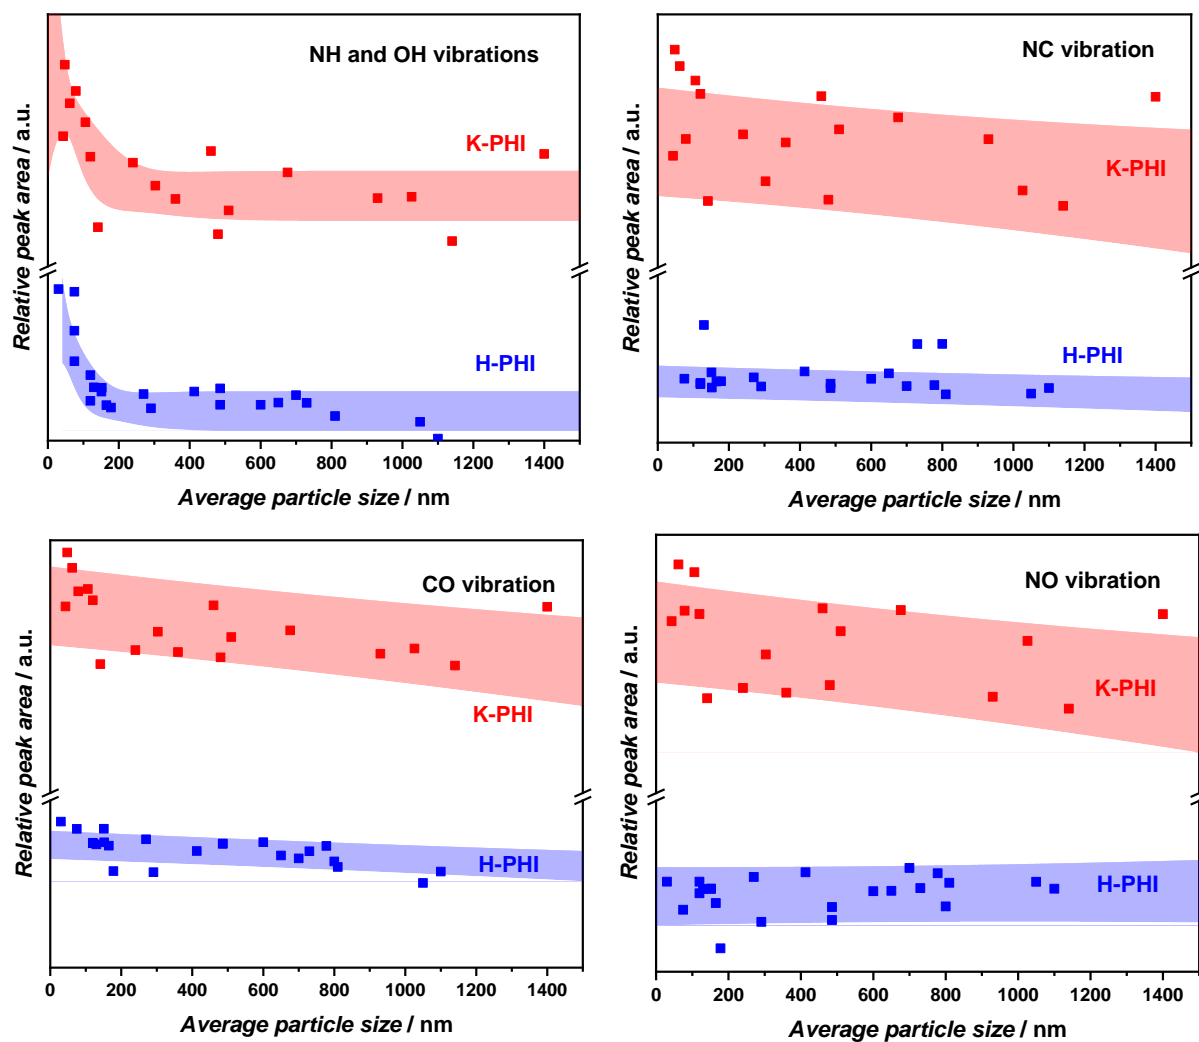 NH and OH vibrations
K-PHI
H-PHI
Relative peak area / a.u.
0 200 400 600 800 1000 1200 1400
Average particle size / nm
NC vibration
K-PHI
H-PHI
Relative peak area / a.u.
0 200 400 600 800 1000 1200 1400
Average particle size / nm
CO vibration
K-PHI
H-PHI
Relative peak area / a.u.
0 200 400 600 800 1000 1200 1400
Average particle size / nm
NO vibration
K-PHI
H-PHI
Relative peak area / a.u.
0 200 400 600 800 1000 1200 1400
Average particle size / nm